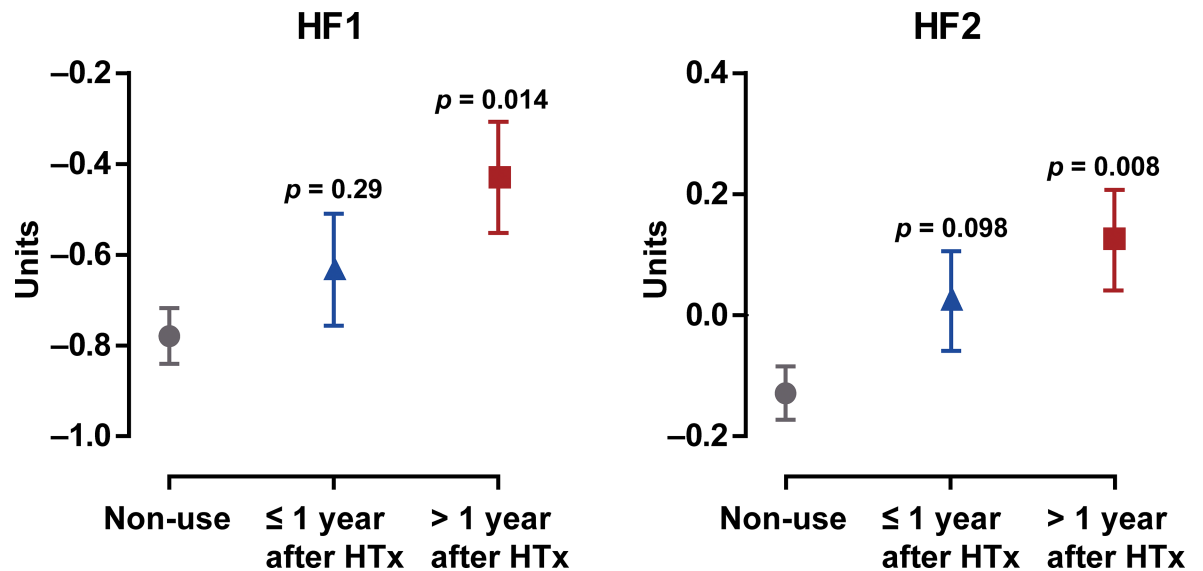 HF1
–0.2
–0.4
–0.6
–0.8
–1.0
Units
p = 0.29
p = 0.014
Non-use
≤ 1 year
after HTx
> 1 year
after HTx
HF2
0.4
0.2
0.0
–0.2
Units
p = 0.098
p = 0.008
Non-use
≤ 1 year
after HTx
> 1 year
after HTx